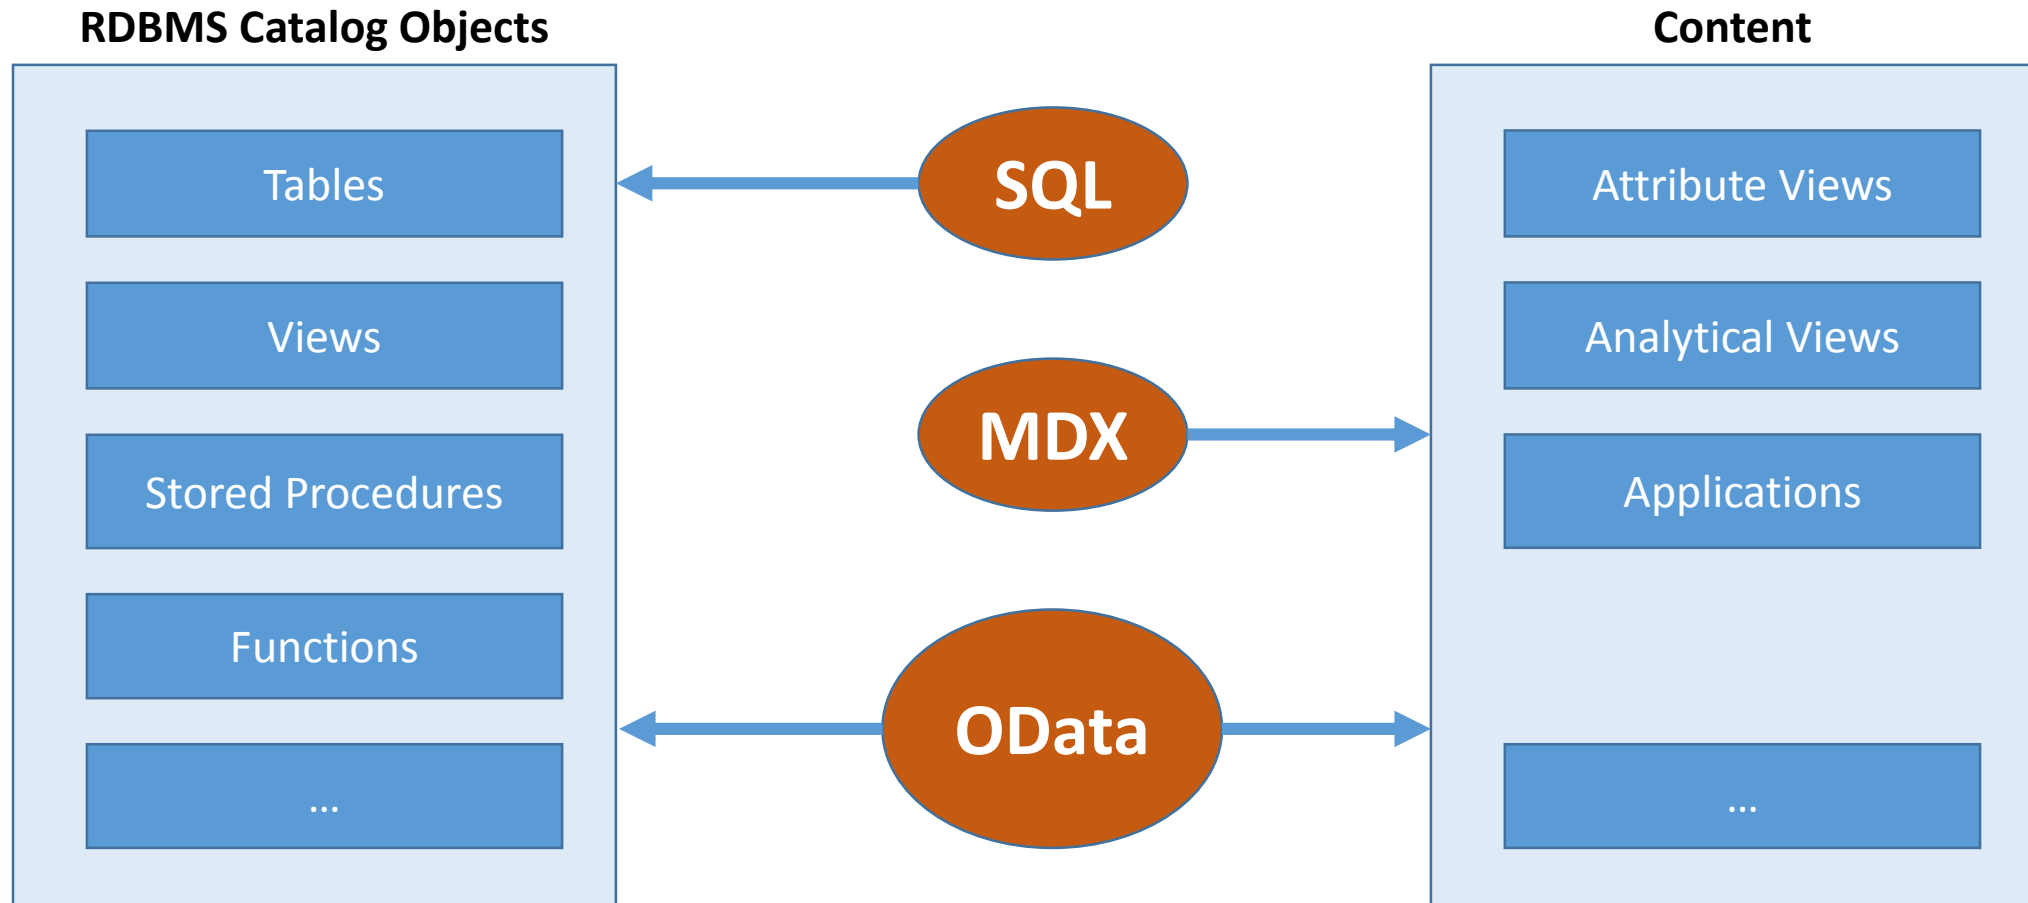 RDBMS Catalog Objects
Tables
Views
Stored Procedures
Functions
...
SQL
MDX
OData
Content
Attribute Views
Analytical Views
Applications
...